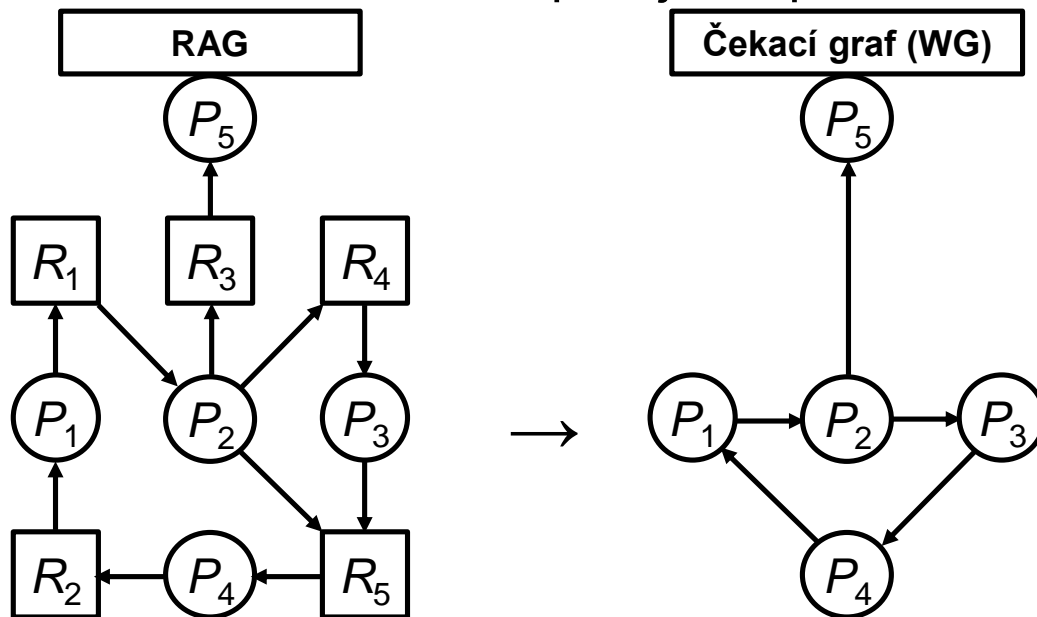 RAG
P5
R1 R3 R4
P1 P2 P3
R2 P4 R5
→
Čekací graf (WG)
P5
P1 P2 P3
P4